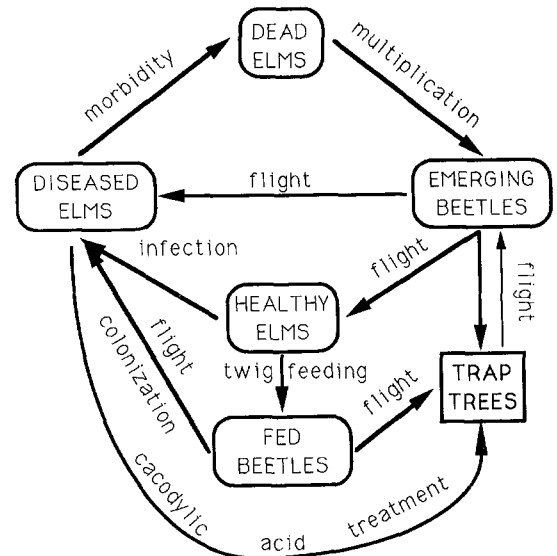 DEAD
ELMS
morbidity
multiplication
DISEASED
ELMS
flight
EMERGING
BEETLES
infection
flight
flight
HEALTHY
ELMS
flight
colonization
twig feeding
flight
TRAP
TREES
FED
BEETLES
cacodylic
acid
treatment